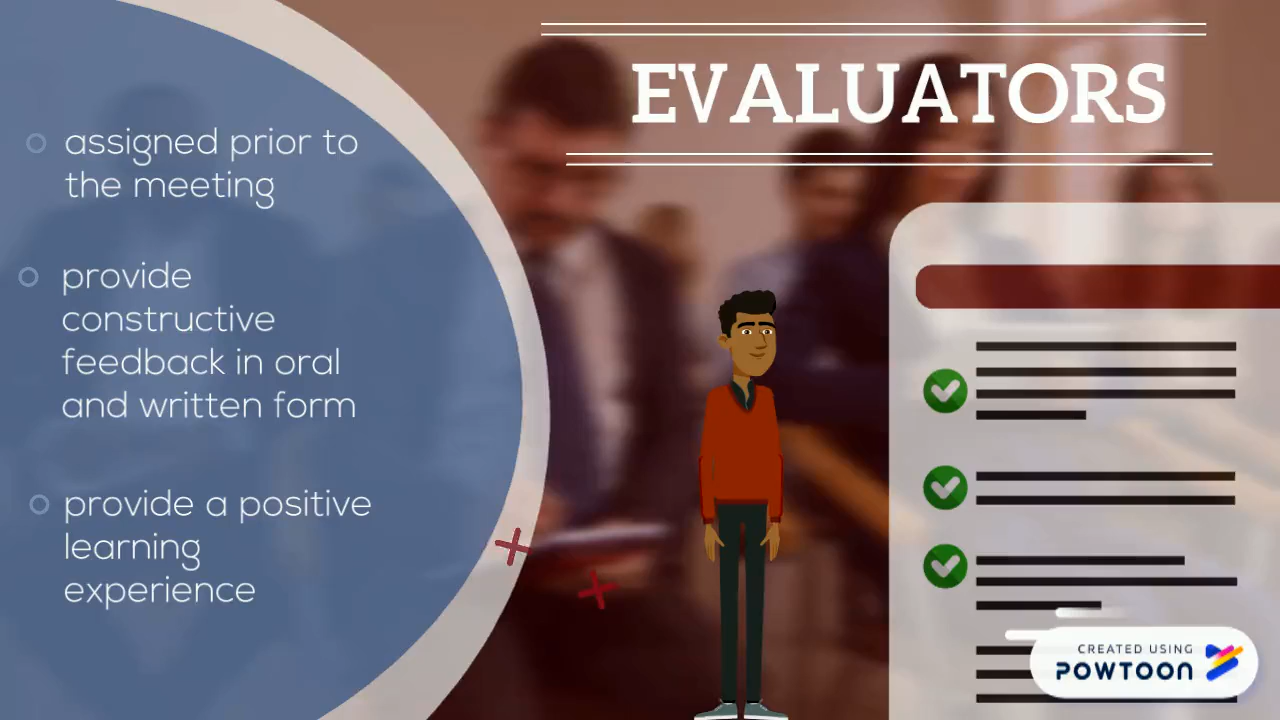 EVALUATORS
assigned prior to
the meeting
provide
constructive
feedback in oral
and written form
provide a positive
learning
experience
CREATED USING
POWTOON